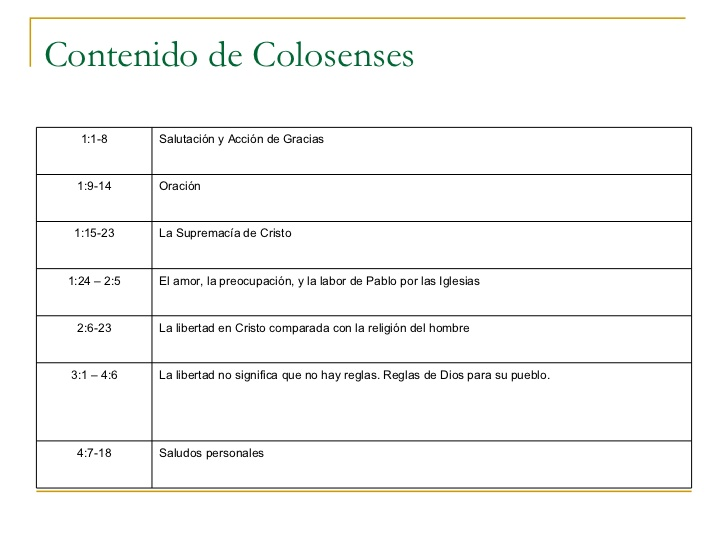 Contenido de Colosenses
1:1-8 Salutación y Acción de Gracias
1:9-14 Oración
1:15-23 La Supremacía de Cristo
1:24 – 2:5 El amor, la preocupación, y la labor de Pablo por las Iglesias
2:6-23 La libertad en Cristo comparada con la religión del hombre
3:1 – 4:6 La libertad no significa que no hay reglas. Reglas de Dios para su pueblo.
4:7-18 Saludos personales